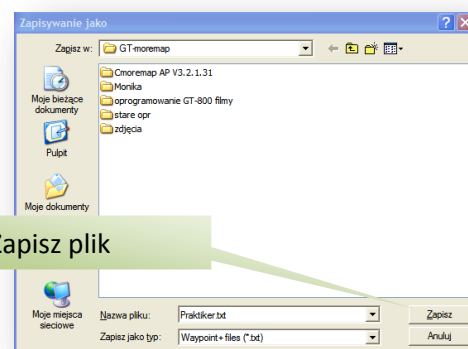 Zapisywanie jako
Zapisz w:
GT-moremap
Cmoremap AP V3.2.1.31
Monika
oprogramowanie GT-800 filmy
stare opr
zdjęcia
Moje bieżące
dokumenty
Pulpit
Moje dokumenty
Zapisz plik
Moje miejsca
sieciowe
Nazwa pliku:
Praktiker.txt
Zapisz
Zapisz jako typ:
Waypoint+ files (*.txt)
Anuluj